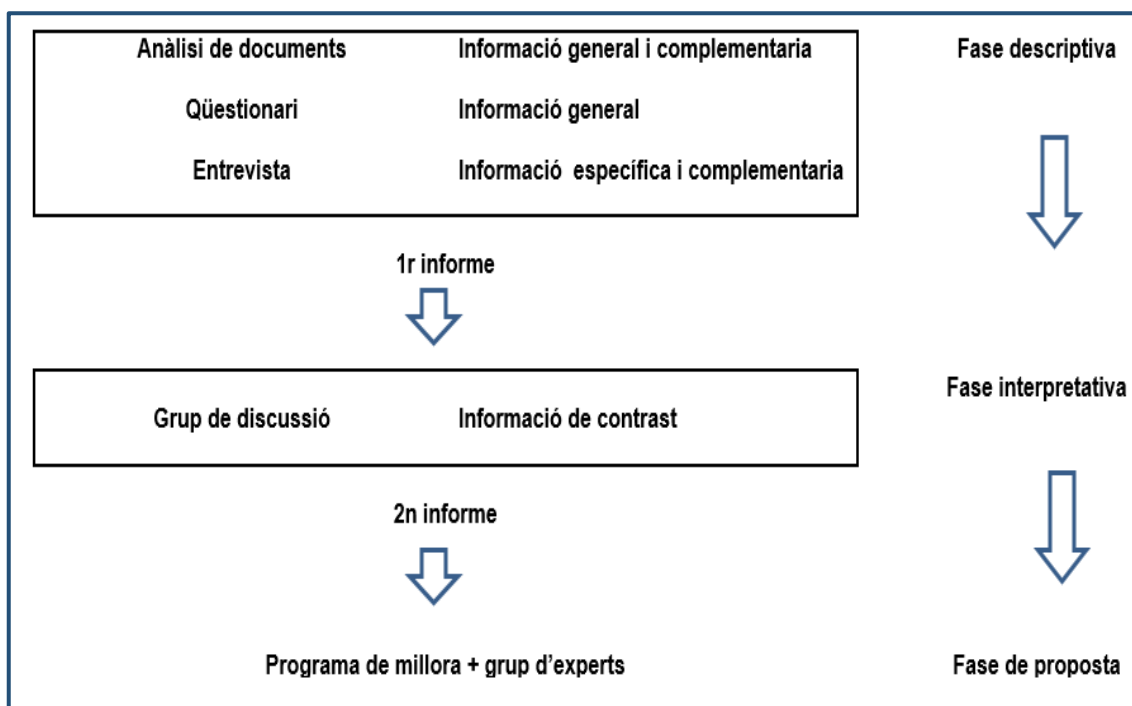 Anàlisi de documents Informació general i complementaria Fase descriptiva
Qüestionari Informació general
Entrevista Informació específica i complementaria
1r informe
Fase interpretativa
Grup de discussió Informació de contrast
2n informe
Programa de millora + grup d’experts Fase de proposta